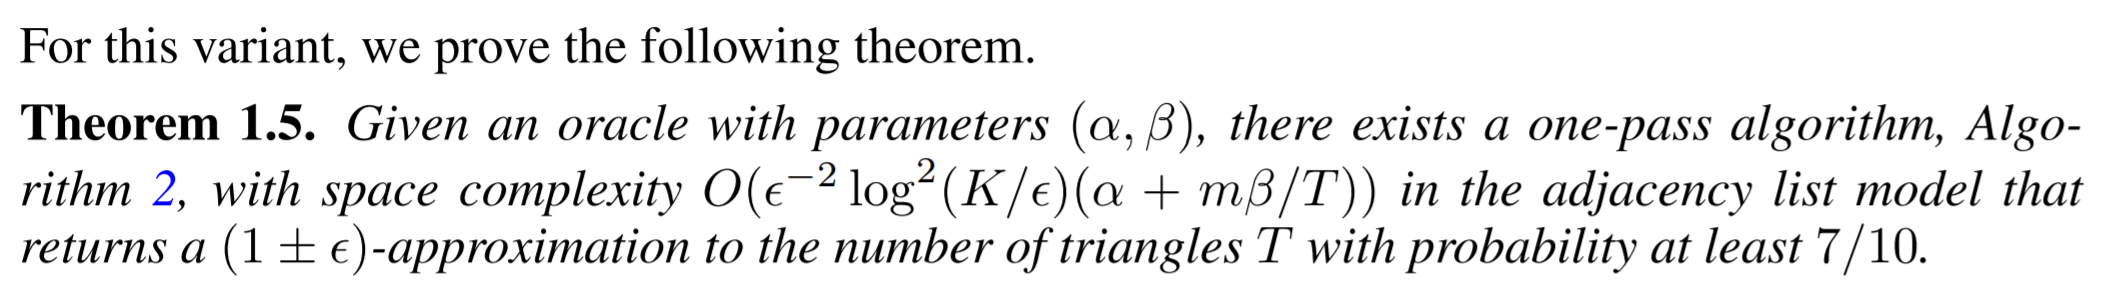 For this variant, we prove the following theorem.
Theorem 1.5. Given an oracle with parameters (α, β), there exists a one-pass algorithm, Algo-
rithm 2, with space complexity O(ϵ⁻² log²(K/ϵ)(α + mβ/T)) in the adjacency list model that
returns a (1 ± ϵ)-approximation to the number of triangles T with probability at least 7/10.